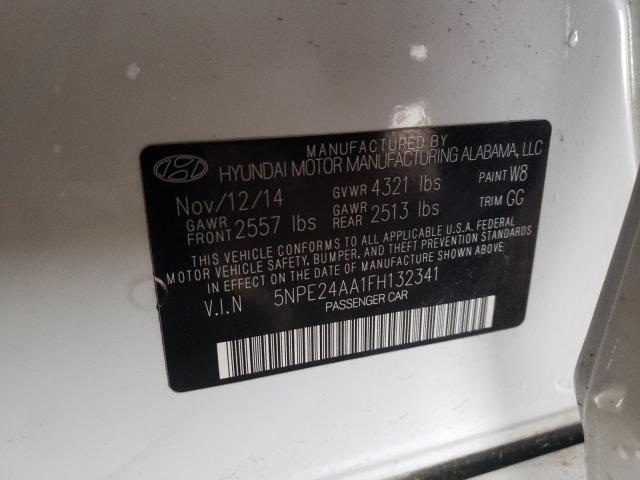 MANUFACTURED BY
HYUNDAI MOTOR MANUFACTURING ALABAMA, LLC
Nov/12/14 GVWR 4321 lbs PAINT W8
GAWR FRONT 2557 lbs GAWR REAR 2513 lbs TRIM GG
THIS VEHICLE CONFORMS TO ALL APPLICABLE U.S.A. FEDERAL
MOTOR VEHICLE SAFETY, BUMPER, AND THEFT PREVENTION STANDARDS
IN EFFECT ON THE DATE OF MANUFACTURE SHOWN ABOVE
V.I.N 5NPE24AA1FH132341
PASSENGER CAR